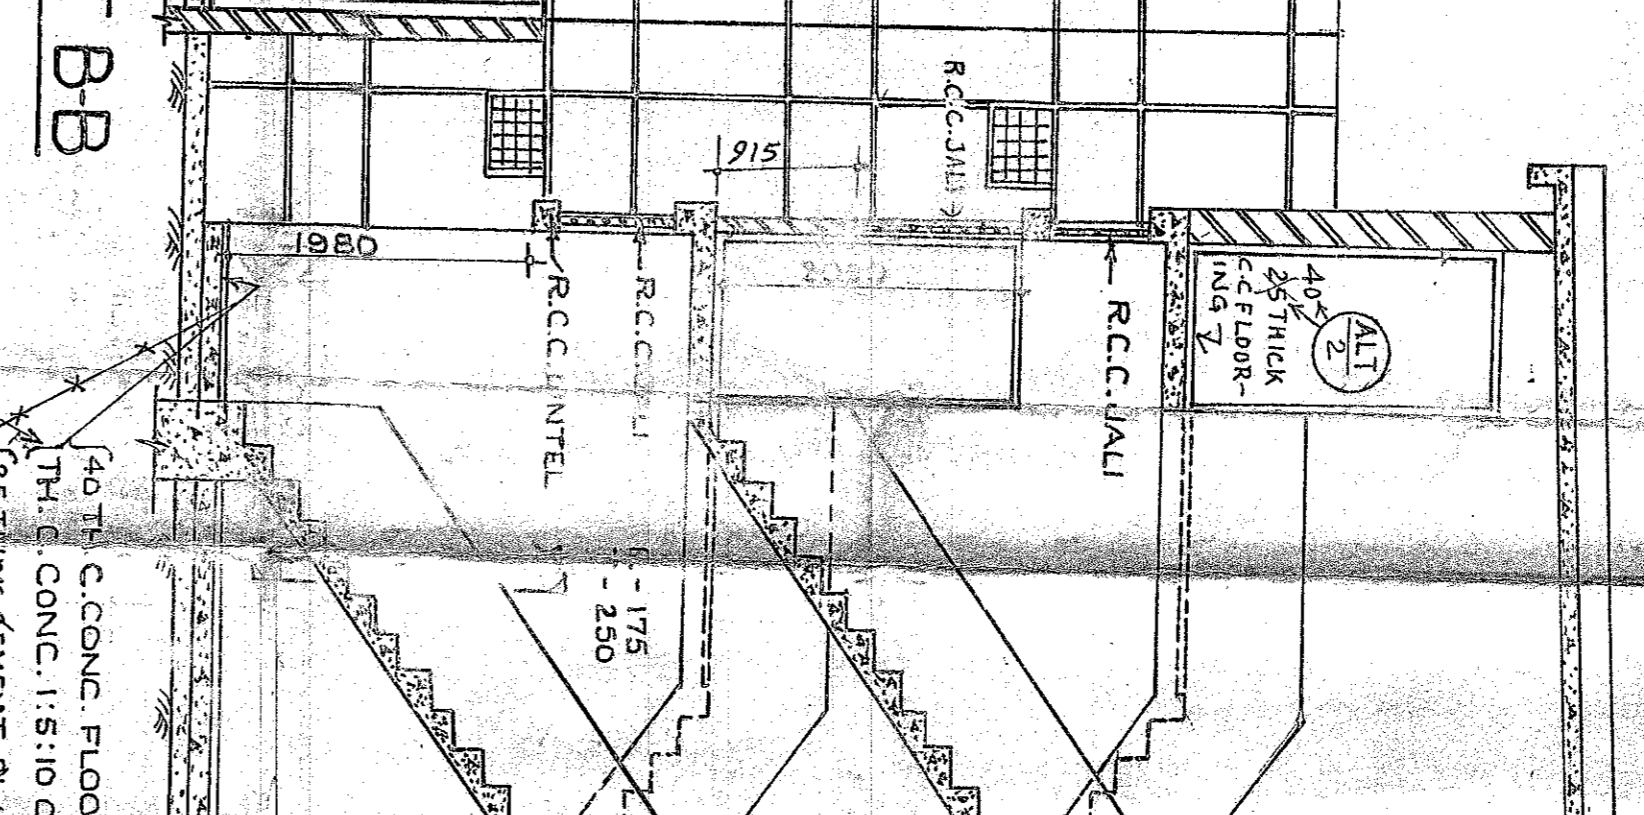 B-B
R.C.C. JALI
915
1980
R.C.C. JALI
R.C.C. LINTEL
R.C.C. JALI
ALT
2
40
25 THICK
C.C FLOOR-
ING
- 175
- 250
40 TH. C. CONC. FLOO
TH. C. CONC. 1:5:10 C